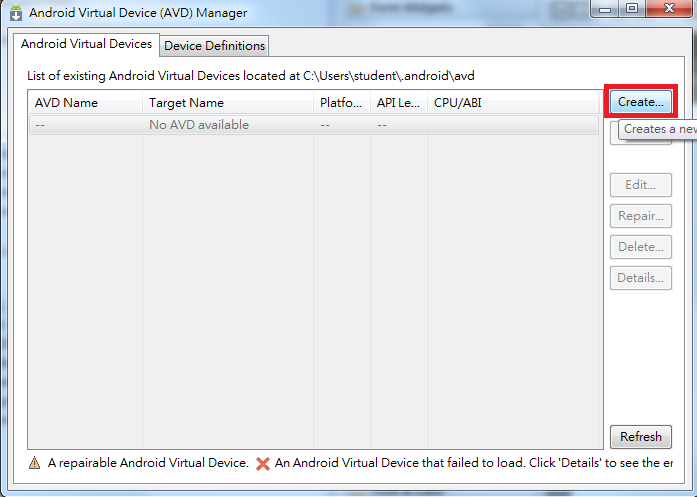 Android Virtual Device (AVD) Manager
Android Virtual Devices Device Definitions
List of existing Android Virtual Devices located at C:\Users\student\.android\avd
AVD Name Target Name Platfo... API Le... CPU/ABI
-- No AVD available -- --
Create...
Creates a new
Edit...
Repair...
Delete...
Details...
Refresh
A repairable Android Virtual Device. An Android Virtual Device that failed to load. Click 'Details' to see the er